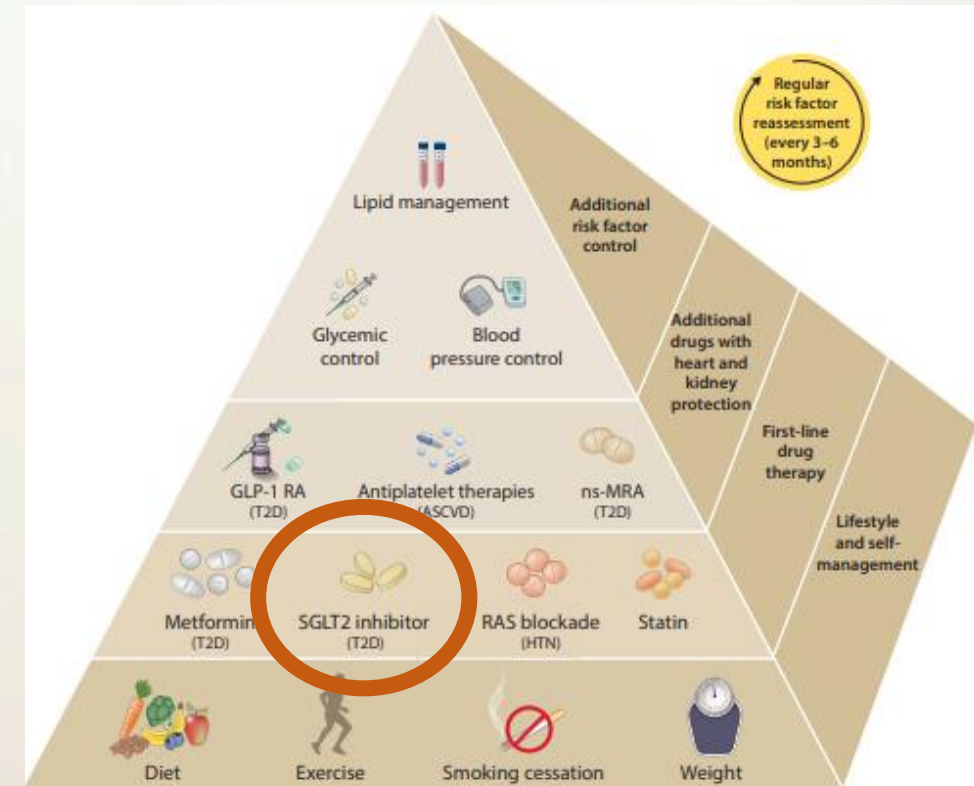 Regular
risk factor
reassessment
(every 3–6
months)
Lipid management
Additional
risk factor
control
Glycemic
control
Blood
pressure control
Additional
drugs with
heart and
kidney
protection
GLP-1 RA
(T2D)
Antiplatelet therapies
(ASCVD)
ns-MRA
(T2D)
First-line
drug
therapy
Metformin
(T2D)
SGLT2 inhibitor
(T2D)
RAS blockade
(HTN)
Statin
Lifestyle
and self-
management
Diet
Exercise
Smoking cessation
Weight